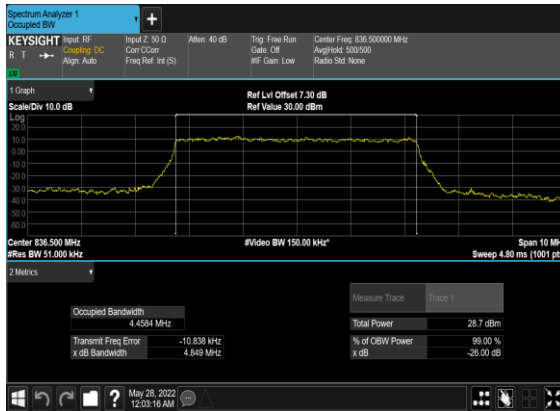 Spectrum Analyzer 1
Occupied BW
+
KEYSIGHT Input: RF Input Z: 50 Ω Atten: 40 dB Trig: Free Run Center Freq: 836.500000 MHz
R T Coupling: DC Corr CCorr Gate: Off Avg|Hold: 500/500
Align: Auto Freq Ref: Int (S) #IF Gain: Low Radio Std: None
1 Graph
Ref Lvl Offset 7.30 dB
Scale/Div 10.0 dB Ref Value 30.00 dBm
Log
20.0
10.0
0.00
-10.0
-20.0
-30.0
-40.0
-50.0
-60.0
Center 836.500 MHz #Video BW 150.00 kHz* Span 10 MH
#Res BW 51.000 kHz Sweep 4.80 ms (1001 pt
2 Metrics
Measure Trace Trace 1
Occupied Bandwidth
4.4584 MHz Total Power 28.7 dBm
Transmit Freq Error -10.838 kHz % of OBW Power 99.00 %
x dB Bandwidth 4.849 MHz x dB -26.00 dB
? May 28, 2022
12:03:16 AM